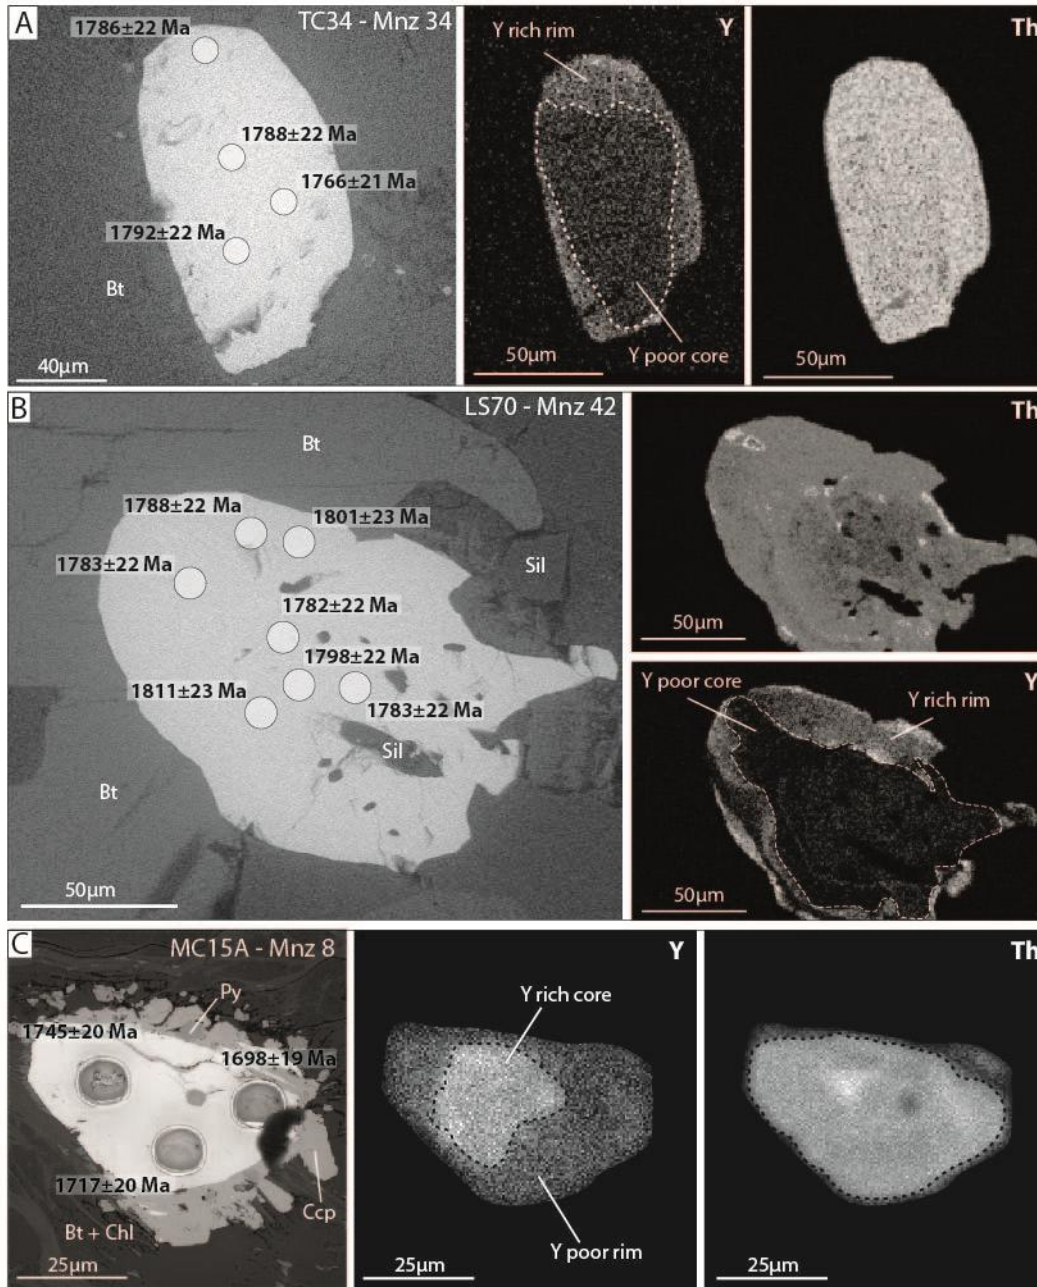 A
TC34 - Mnz 34
1786±22 Ma
1788±22 Ma
1766±21 Ma
1792±22 Ma
Bt
40µm
Y
Y rich rim
Y poor core
50µm
Th
50µm
B
LS70 - Mnz 42
Bt
1788±22 Ma
1801±23 Ma
1783±22 Ma
Sil
1782±22 Ma
1798±22 Ma
1811±23 Ma
1783±22 Ma
Sil
Bt
50µm
Th
50µm
Y
Y poor core
Y rich rim
50µm
C
MC15A - Mnz 8
Py
1745±20 Ma
1698±19 Ma
1717±20 Ma
Ccp
Bt + Chl
25µm
Y
Y rich core
Y poor rim
25µm
Th
25µm